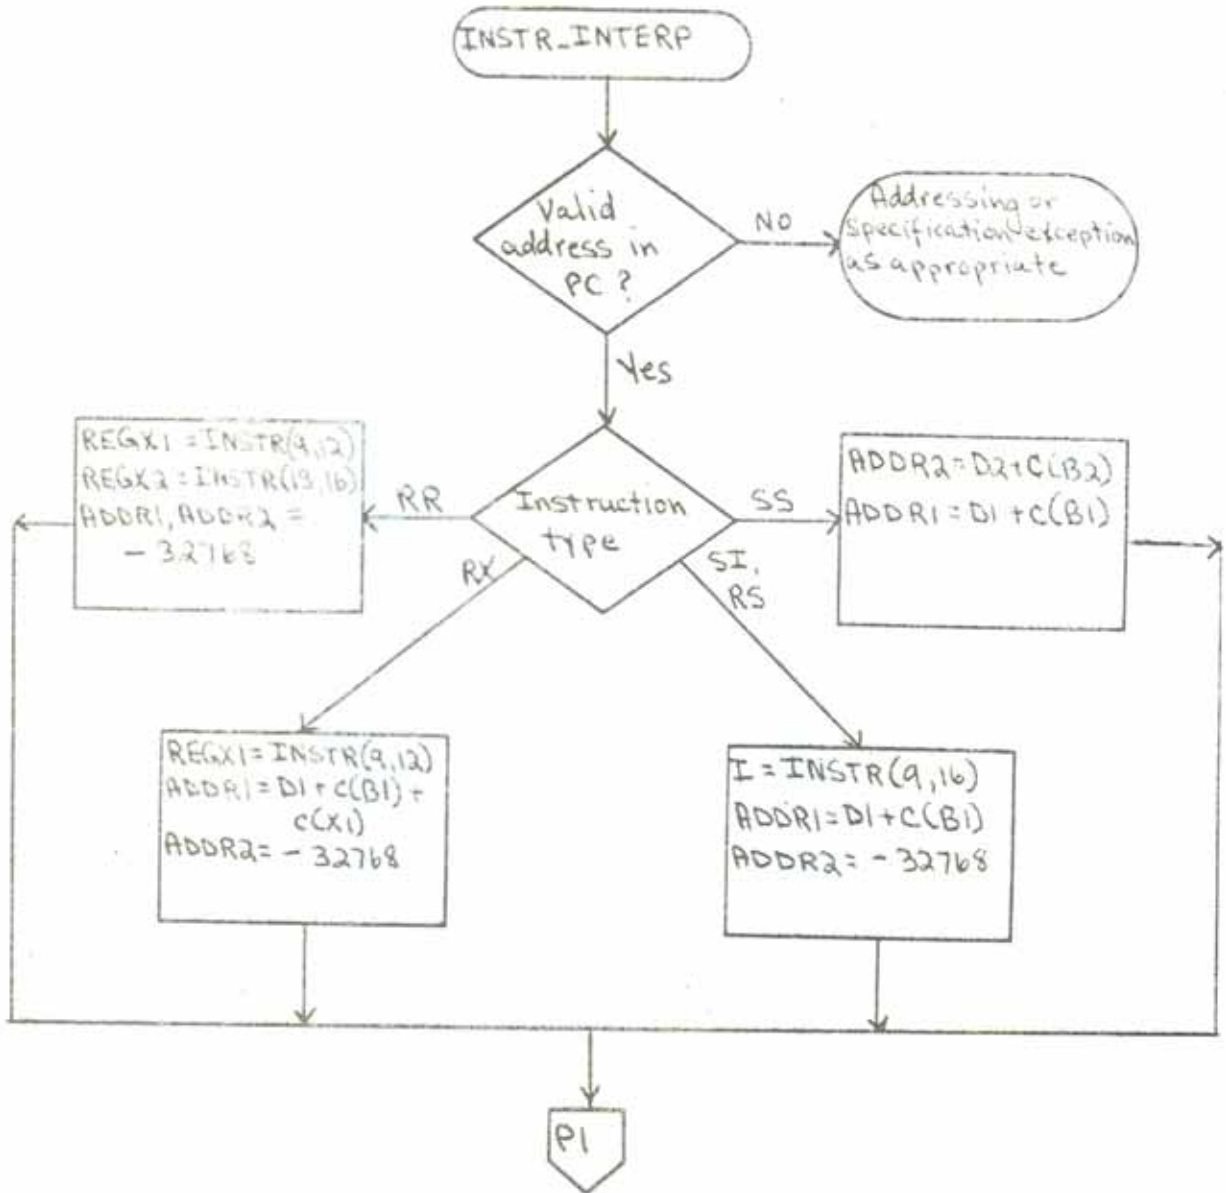 INSTR_INTERP
Valid
address in
PC?
NO
Addressing or
Specification exception
as appropriate
Yes
REGX1 = INSTR(9,12)
REGX2 = INSTR(13,16)
ADDR1, ADDR2 =
- 32768
RR
Instruction
type
SS
ADDR2 = D2 + C(B2)
ADDR1 = D1 + C(B1)
RX
SI,
RS
REGX1 = INSTR(9,12)
ADDR1 = D1 + C(B1) +
C(X1)
ADDR2 = - 32768
I = INSTR(9,16)
ADDR1 = D1 + C(B1)
ADDR2 = - 32768
P1